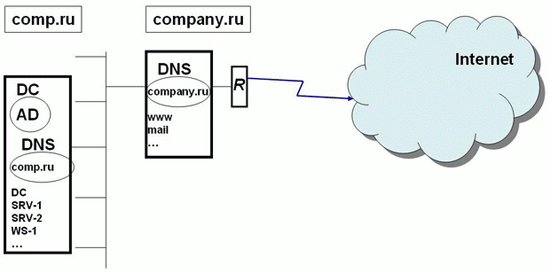 comp.ru
company.ru
DC
AD
DNS
comp.ru
DC
SRV-1
SRV-2
WS-1
...
DNS
company.ru
www
mail
...
R
Internet